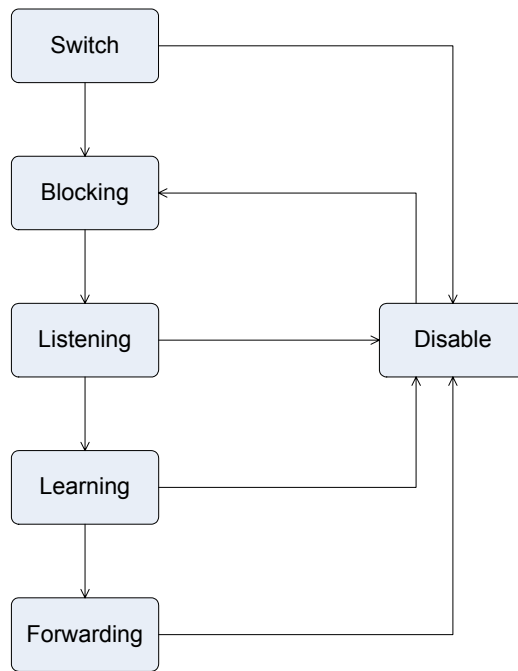 Switch
Blocking
Listening
Disable
Learning
Forwarding